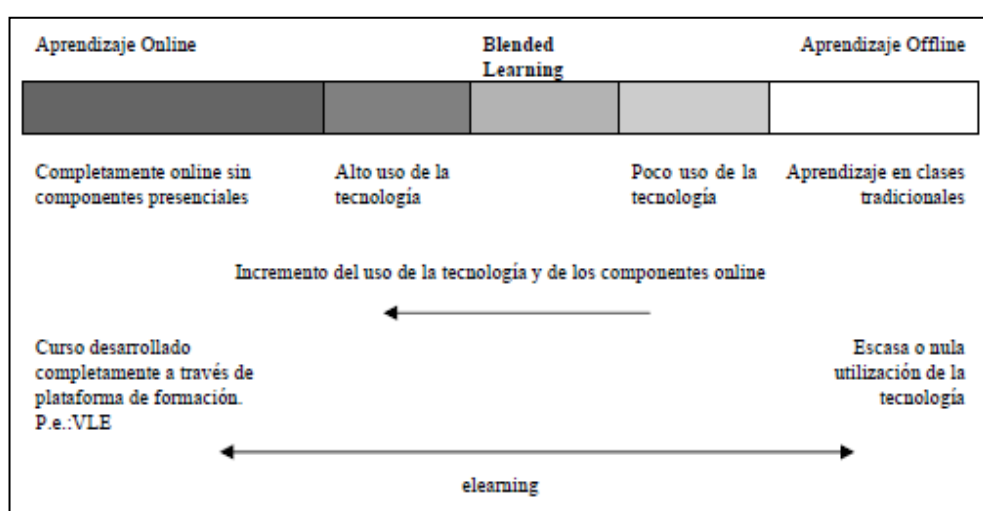 Aprendizaje Online
Blended
Learning
Aprendizaje Offline
Completamente online sin
componentes presenciales
Alto uso de la
tecnología
Poco uso de la
tecnología
Aprendizaje en clases
tradicionales
Incremento del uso de la tecnología y de los componentes online
Curso desarrollado
completamente a través de
plataforma de formación.
P.e.:VLE
Escasa o nula
utilización de la
tecnología
elearning